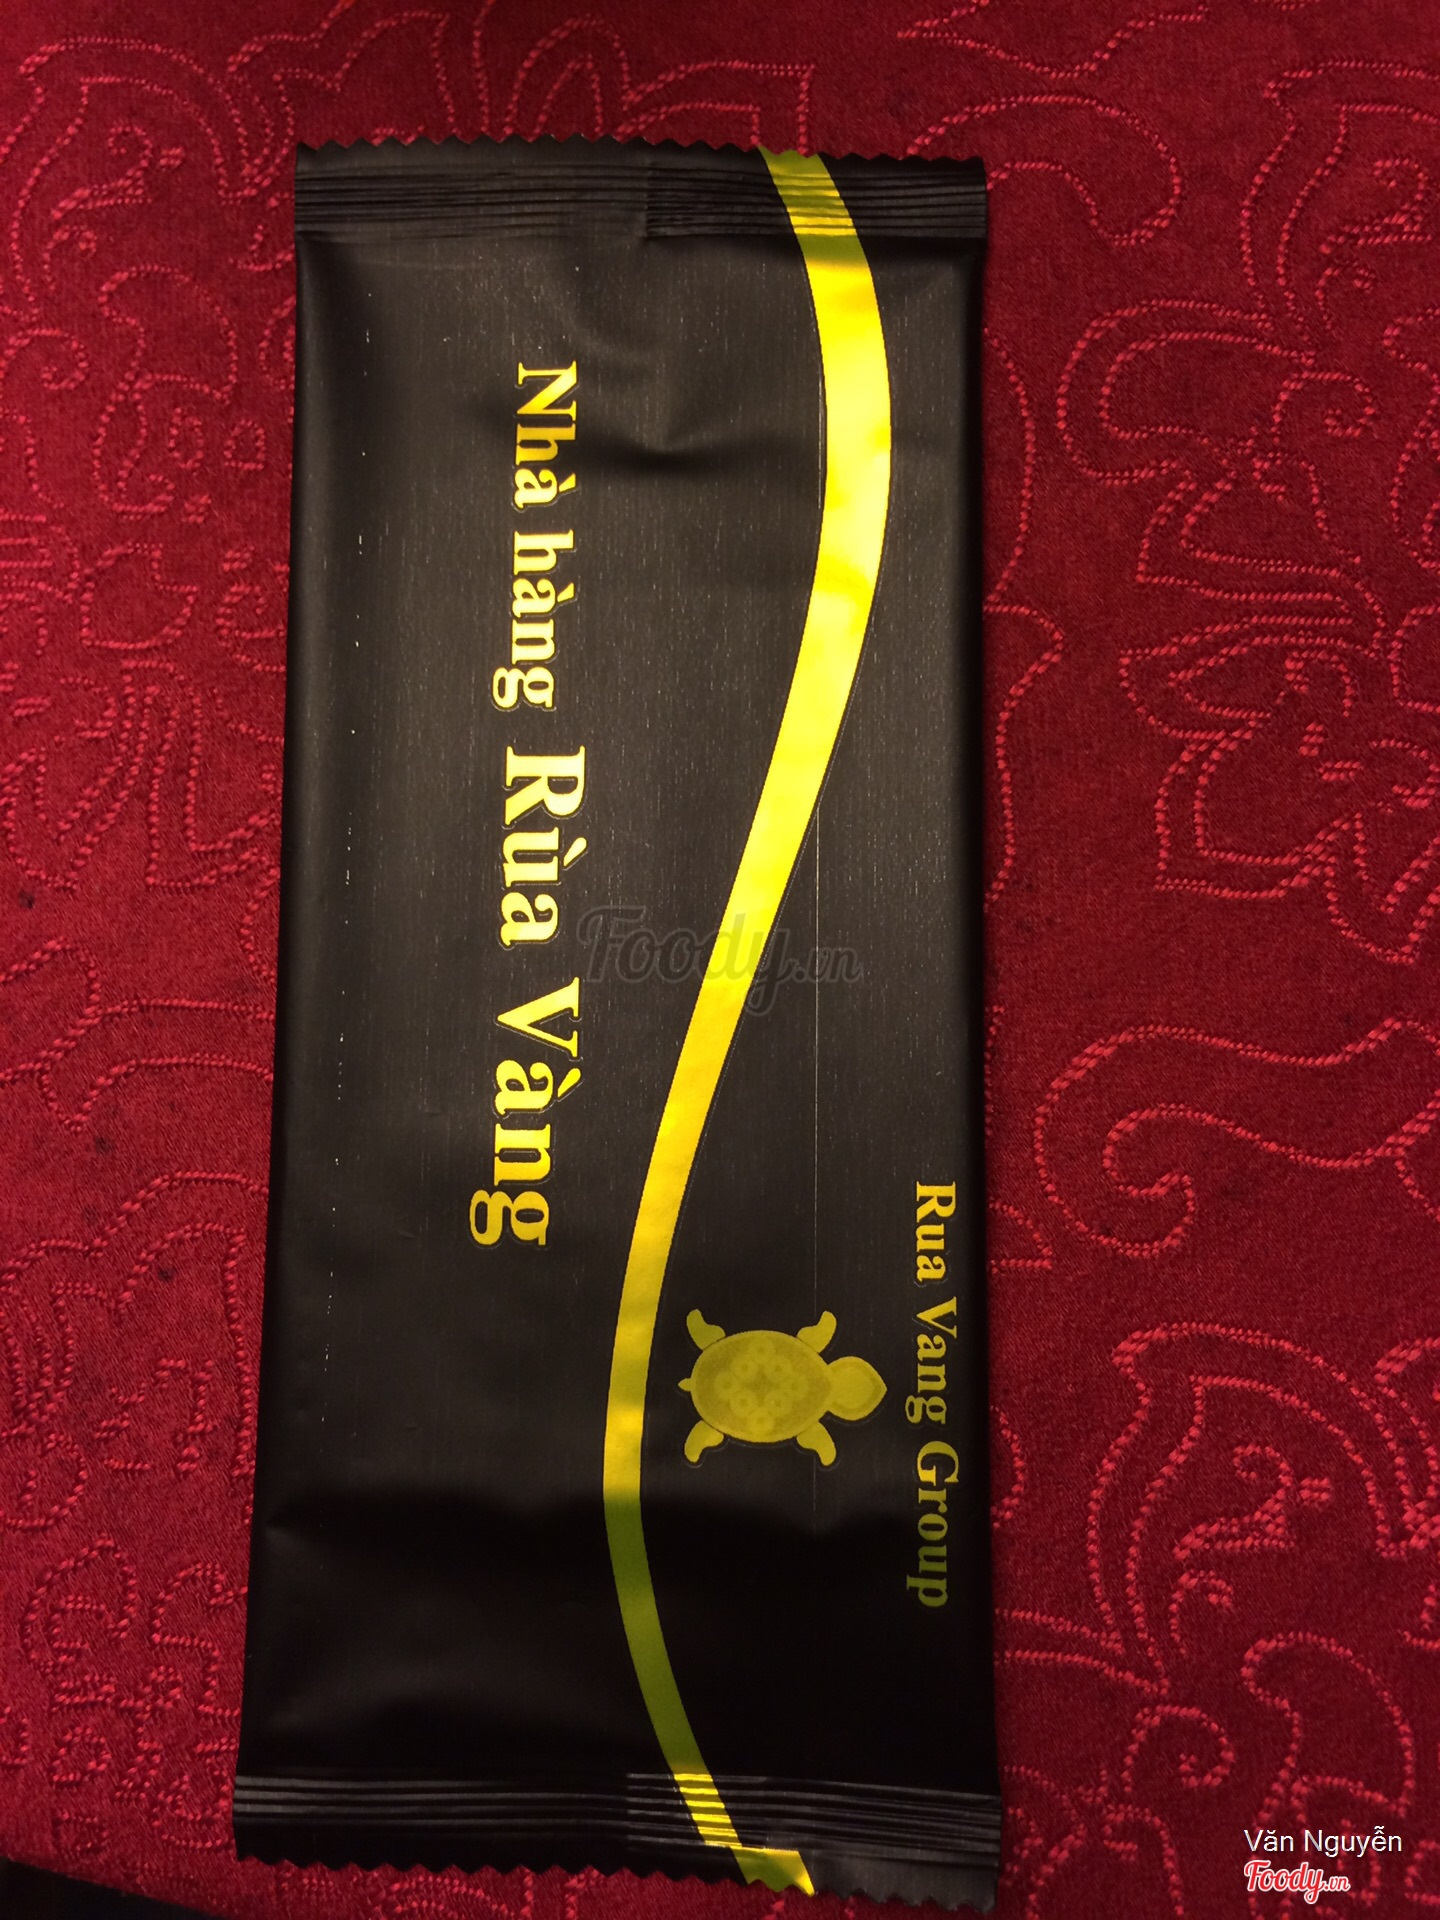 Rua Vang Group
Nhà hàng Rùa Vàng
Foody.vn
Văn Nguyễn
Foody.vn